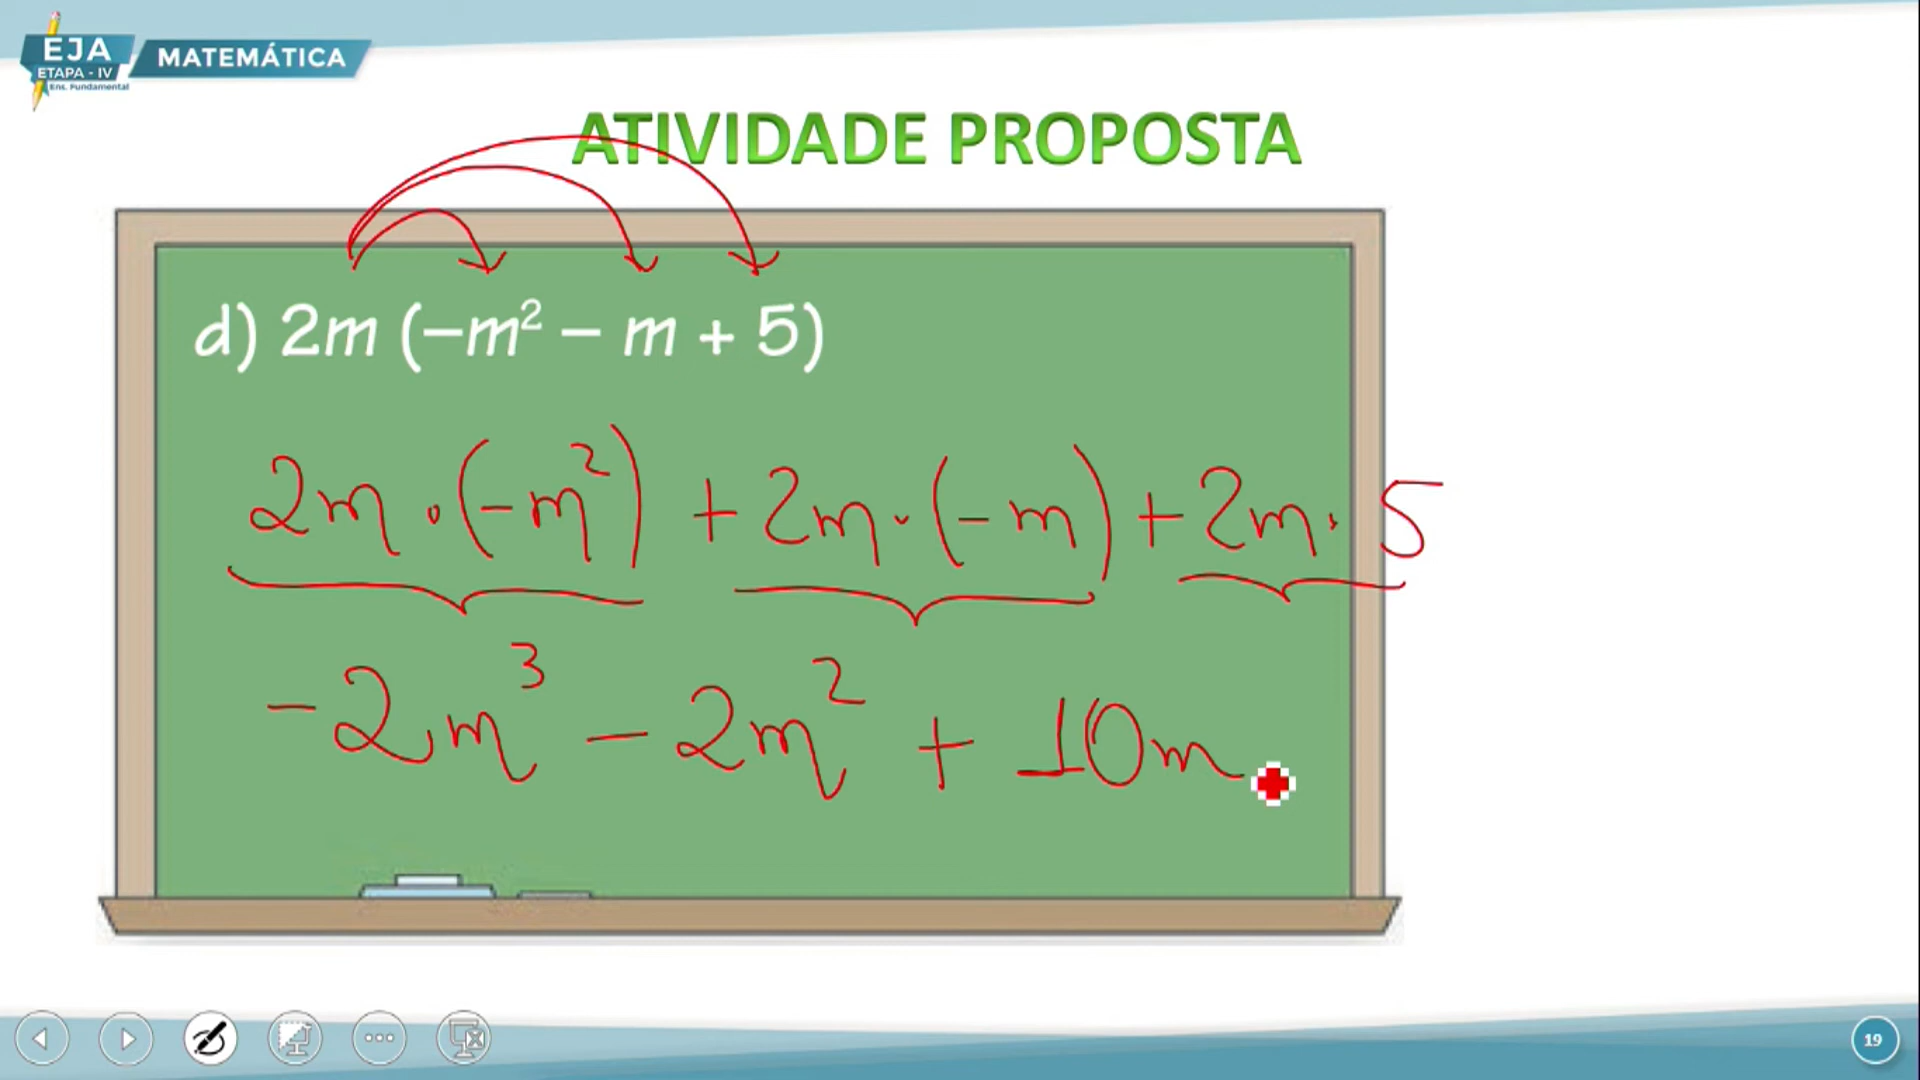 EJA
ETAPA - IV
Ens. Fundamental
MATEMÁTICA
ATIVIDADE PROPOSTA
d) 2m (−m² − m + 5)
2m · (−m²) + 2m · (−m) + 2m · 5
−2m³ − 2m² + 10m
19